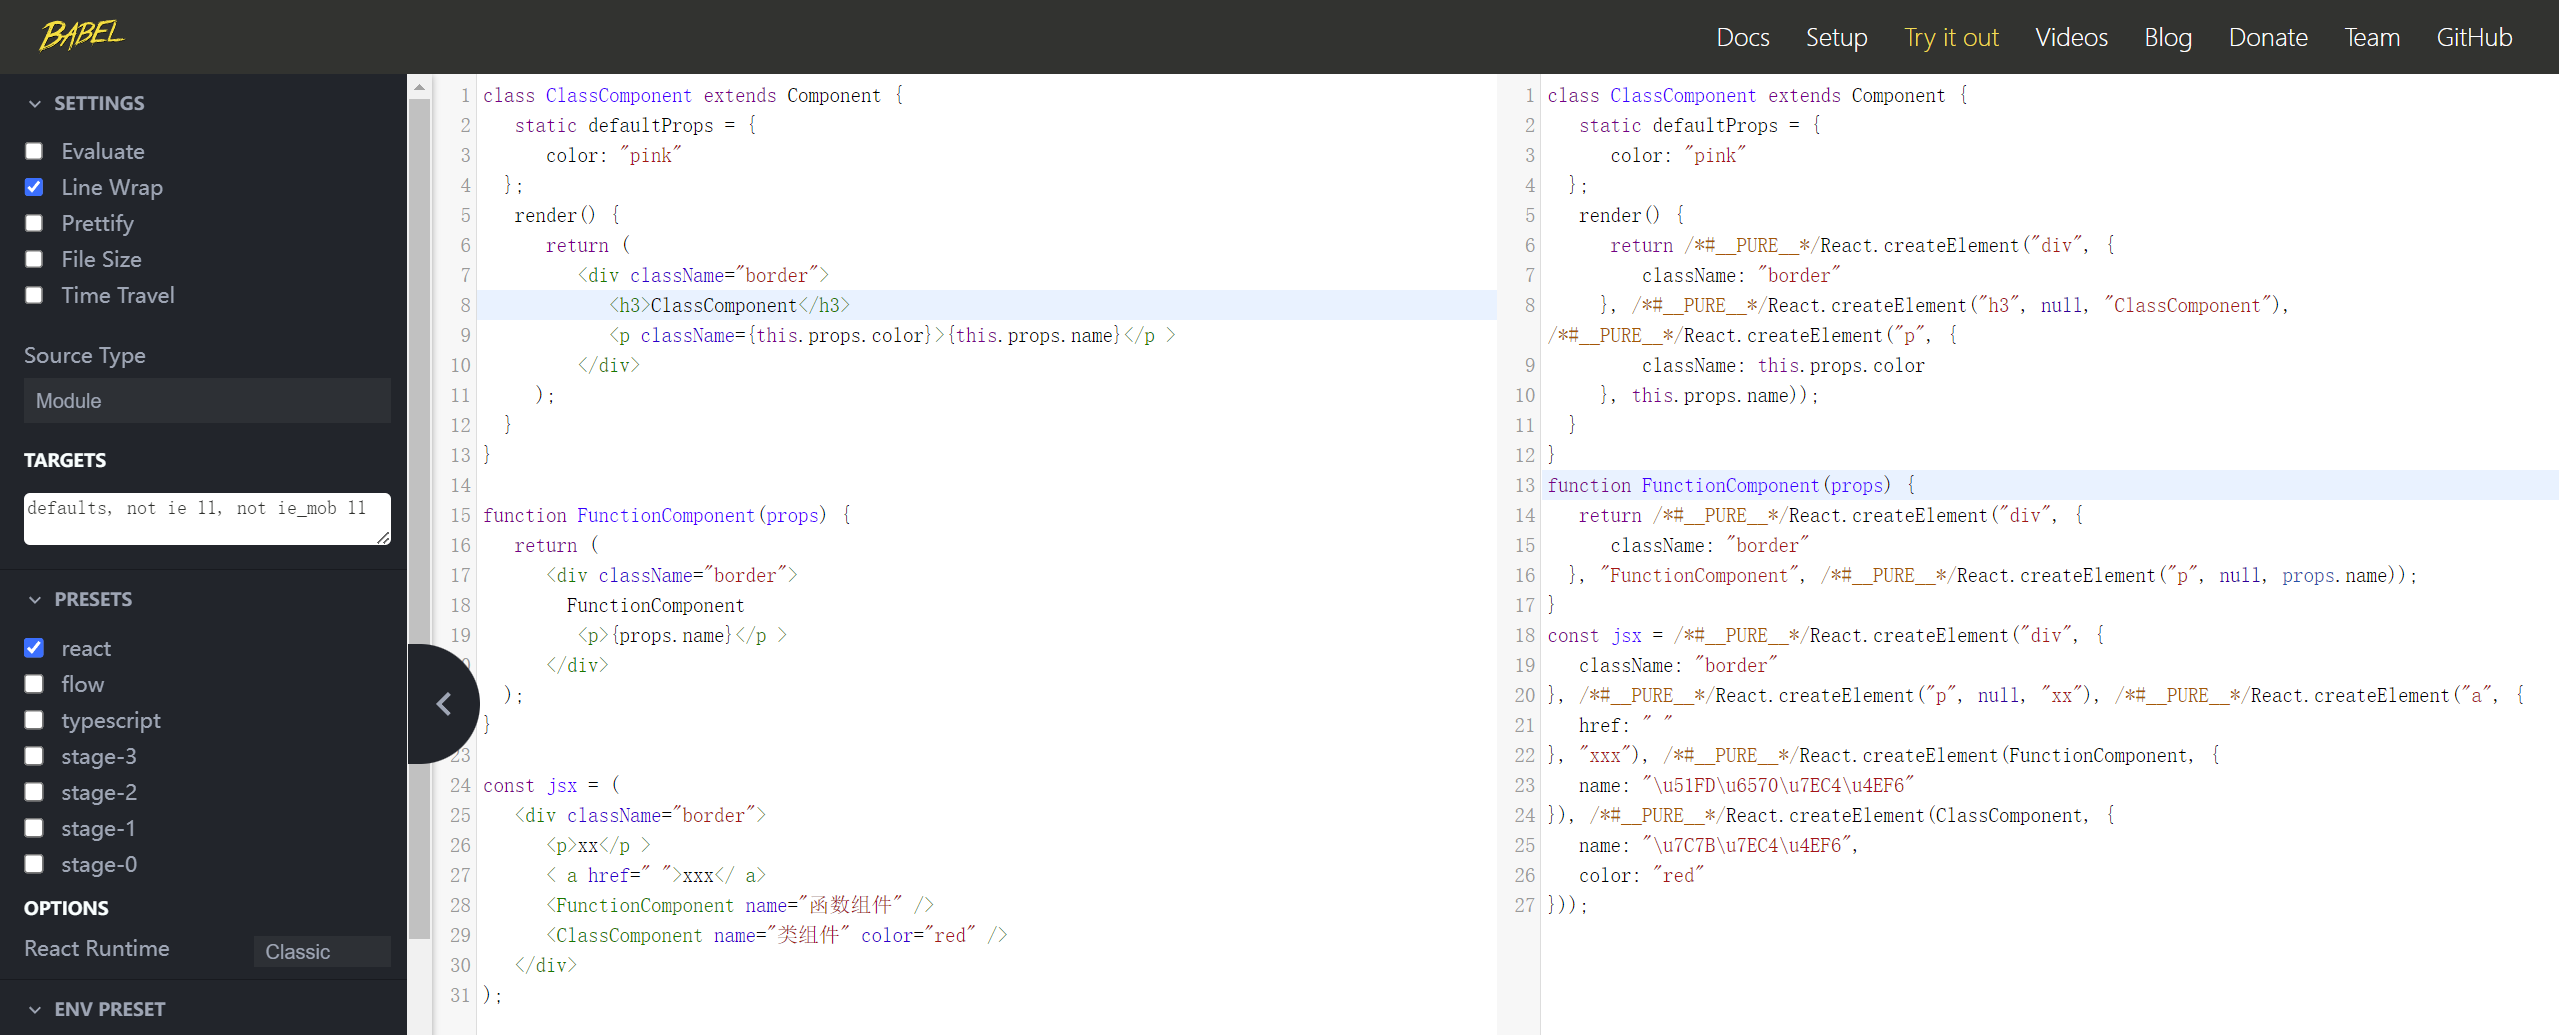 BABEL
Docs Setup Try it out Videos Blog Donate Team GitHub
SETTINGS
Evaluate
Line Wrap
Prettify
File Size
Time Travel
Source Type
Module
TARGETS
defaults, not ie 11, not ie_mob 11
PRESETS
react
flow
typescript
stage-3
stage-2
stage-1
stage-0
OPTIONS
React Runtime Classic
ENV PRESET
1 class ClassComponent extends Component {
2 static defaultProps = {
3 color: "pink"
4 };
5 render() {
6 return (
7 <div className="border">
8 <h3>ClassComponent</h3>
9 <p className={this.props.color}>{this.props.name}</p >
10 </div>
11 );
12 }
13 }
14
15 function FunctionComponent(props) {
16 return (
17 <div className="border">
18 FunctionComponent
19 <p>{props.name}</p >
</div>
);
}
23
24 const jsx = (
25 <div className="border">
26 <p>xx</p >
27 < a href=" ">xxx</ a>
28 <FunctionComponent name="函数组件" />
29 <ClassComponent name="类组件" color="red" />
30 </div>
31 );
1 class ClassComponent extends Component {
2 static defaultProps = {
3 color: "pink"
4 };
5 render() {
6 return /*#__PURE__*/React.createElement("div", {
7 className: "border"
8 }, /*#__PURE__*/React.createElement("h3", null, "ClassComponent"),
/*#__PURE__*/React.createElement("p", {
9 className: this.props.color
10 }, this.props.name));
11 }
12 }
13 function FunctionComponent(props) {
14 return /*#__PURE__*/React.createElement("div", {
15 className: "border"
16 }, "FunctionComponent", /*#__PURE__*/React.createElement("p", null, props.name));
17 }
18 const jsx = /*#__PURE__*/React.createElement("div", {
19 className: "border"
20 }, /*#__PURE__*/React.createElement("p", null, "xx"), /*#__PURE__*/React.createElement("a", {
21 href: " "
22 }, "xxx"), /*#__PURE__*/React.createElement(FunctionComponent, {
23 name: "\u51FD\u6570\u7EC4\u4EF6"
24 }), /*#__PURE__*/React.createElement(ClassComponent, {
25 name: "\u7C7B\u7EC4\u4EF6",
26 color: "red"
27 }));